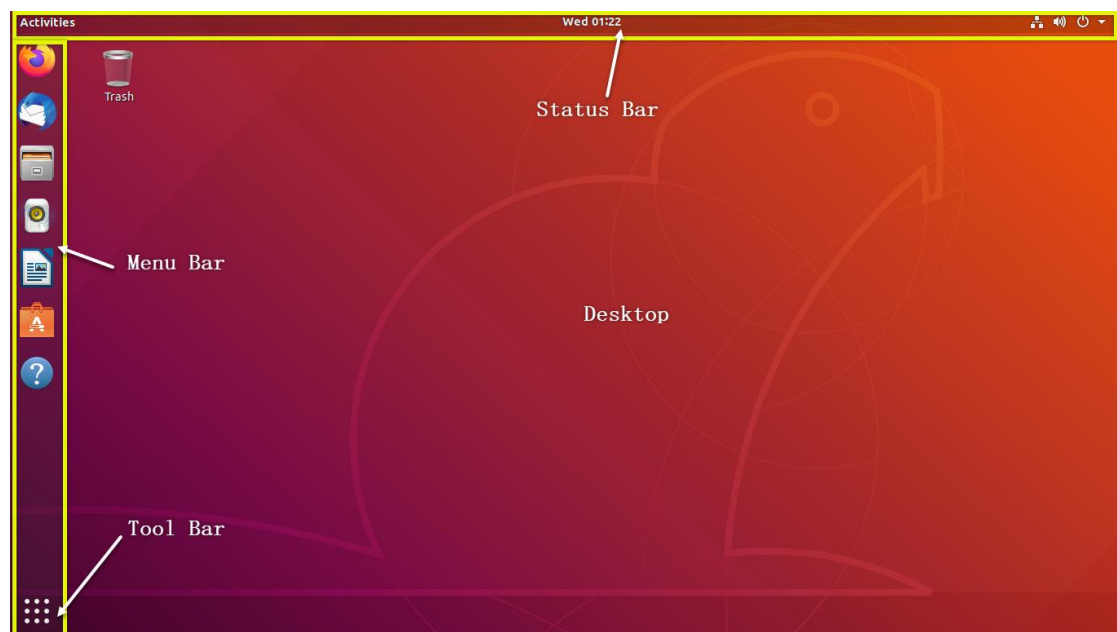 Activities
Wed 01:22
Trash
Status Bar
Menu Bar
Desktop
Tool Bar